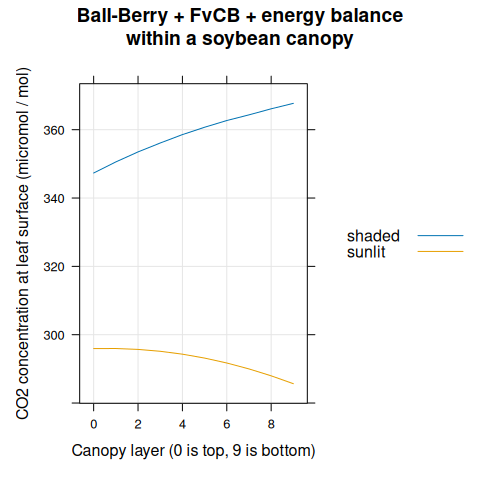 Ball-Berry + FvCB + energy balance
within a soybean canopy
CO2 concentration at leaf surface (micromol / mol)
360
340
320
300
0 2 4 6 8
Canopy layer (0 is top, 9 is bottom)
shaded
sunlit